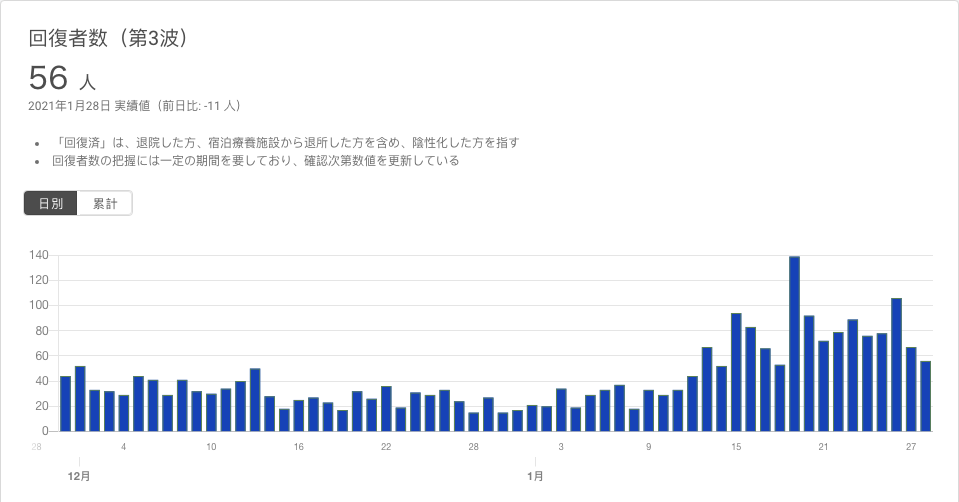 回復者数（第3波）
56 人
2021年1月28日 実績値（前日比: -11 人）
• 「回復済」は、退院した方、宿泊療養施設から退所した方を含め、陰性化した方を指す
• 回復者数の把握には一定の期間を要しており、確認次第数値を更新している
日別 累計
140
120
100
80
60
40
20
0
28 4 10 16 22 28 3 9 15 21 27
12月 1月